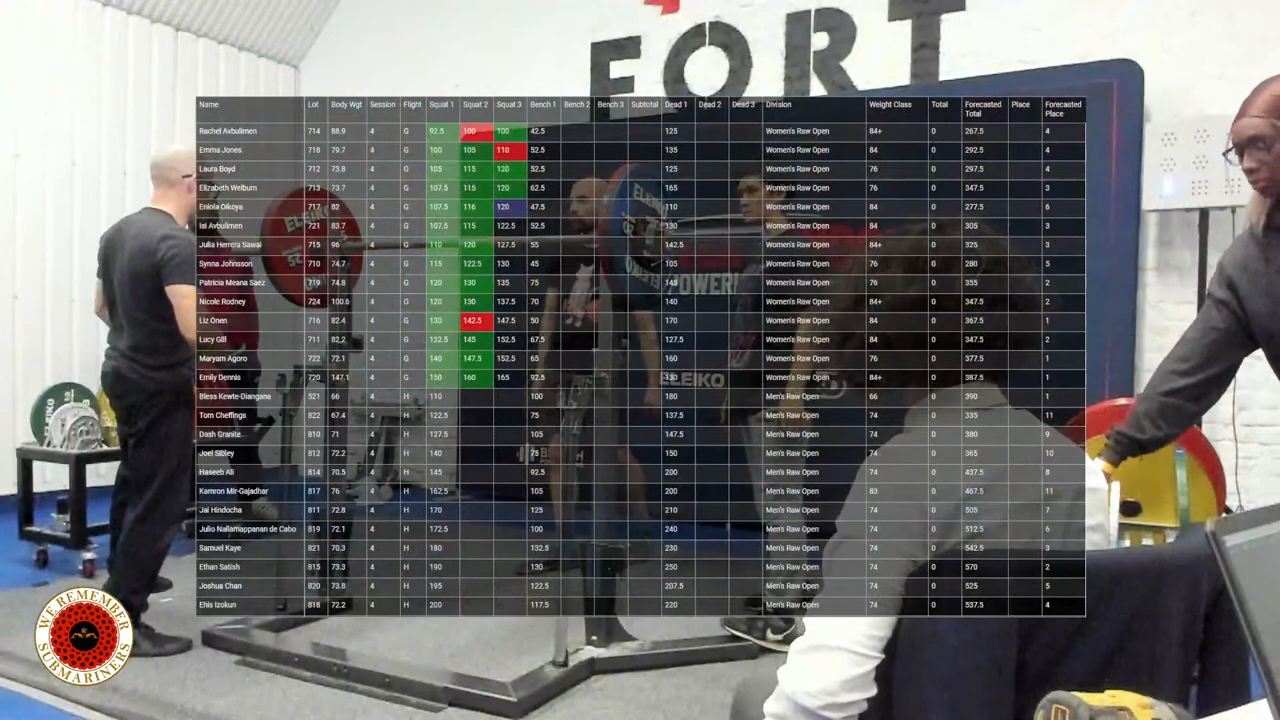 FORT
Name Lot Body Wgt Session Flight Squat 1 Squat 2 Squat 3 Bench 1 Bench 2 Bench 3 Subtotal Dead 1 Dead 2 Dead 3 Division Weight Class Total Forecasted Total Place Forecasted Place
Rachel Avbulimen 714 88.9 4 G 92.5 100 100 42.5 125 Women's Raw Open 84+ 0 267.5 4
Emma Jones 718 79.7 4 G 100 105 110 52.5 135 Women's Raw Open 84 0 292.5 4
Laura Boyd 712 73.8 4 G 105 115 120 52.5 125 Women's Raw Open 76 0 297.5 4
Elizabeth Welburn 713 73.7 4 G 107.5 115 120 62.5 165 Women's Raw Open 76 0 347.5 3
Eniola Oikoya 717 82 4 G 107.5 116 120 47.5 110 Women's Raw Open 84 0 277.5 6
Isi Avbulimen 721 83.7 4 G 107.5 115 122.5 52.5 130 Women's Raw Open 84 0 305 3
Julia Herrera Sawai 715 96 4 G 110 120 127.5 55 142.5 Women's Raw Open 84+ 0 325 3
Synna Johnsson 710 74.7 4 G 115 122.5 130 45 105 Women's Raw Open 76 0 280 5
Patricia Meana Saez 719 74.8 4 G 120 130 135 75 145 Women's Raw Open 76 0 355 2
Nicole Rodney 724 100.6 4 G 120 130 137.5 70 140 Women's Raw Open 84+ 0 347.5 2
Liz Onen 716 82.4 4 G 130 142.5 147.5 50 170 Women's Raw Open 84 0 367.5 1
Lucy Gill 711 82.2 4 G 132.5 145 152.5 67.5 127.5 Women's Raw Open 84 0 347.5 2
Maryam Agoro 722 72.1 4 G 140 147.5 152.5 65 160 Women's Raw Open 76 0 377.5 1
Emily Dennis 720 147.1 4 G 150 160 165 92.5 130 Women's Raw Open 84+ 0 387.5 1
Bless Kewte-Diangana 521 66 4 H 110 100 180 Men's Raw Open 66 0 390 1
Tom Cheffings 822 67.4 4 H 122.5 75 137.5 Men's Raw Open 74 0 335 11
Dash Granite 810 71 4 H 127.5 105 147.5 Men's Raw Open 74 0 380 9
Joel Sibley 812 72.2 4 H 140 75 150 Men's Raw Open 74 0 365 10
Haseeb Ali 814 70.5 4 H 145 92.5 200 Men's Raw Open 74 0 437.5 8
Kamron Mir-Gajadhar 817 76 4 H 162.5 105 200 Men's Raw Open 83 0 467.5 11
Jai Hindocha 811 72.8 4 H 170 125 210 Men's Raw Open 74 0 505 7
Julio Nallamappanan de Cabo 819 72.1 4 H 172.5 100 240 Men's Raw Open 74 0 512.5 6
Samuel Kaye 821 70.3 4 H 180 132.5 230 Men's Raw Open 74 0 542.5 3
Ethan Satish 815 73.3 4 H 190 130 250 Men's Raw Open 74 0 570 2
Joshua Chan 820 73.8 4 H 195 122.5 207.5 Men's Raw Open 74 0 525 5
Ehis Izokun 818 72.2 4 H 200 117.5 220 Men's Raw Open 74 0 537.5 4
ELEIKO
25
ELEIKO
POWER!
ELEIKO
ELEIKO
WE REMEMBER
SUBMARINERS